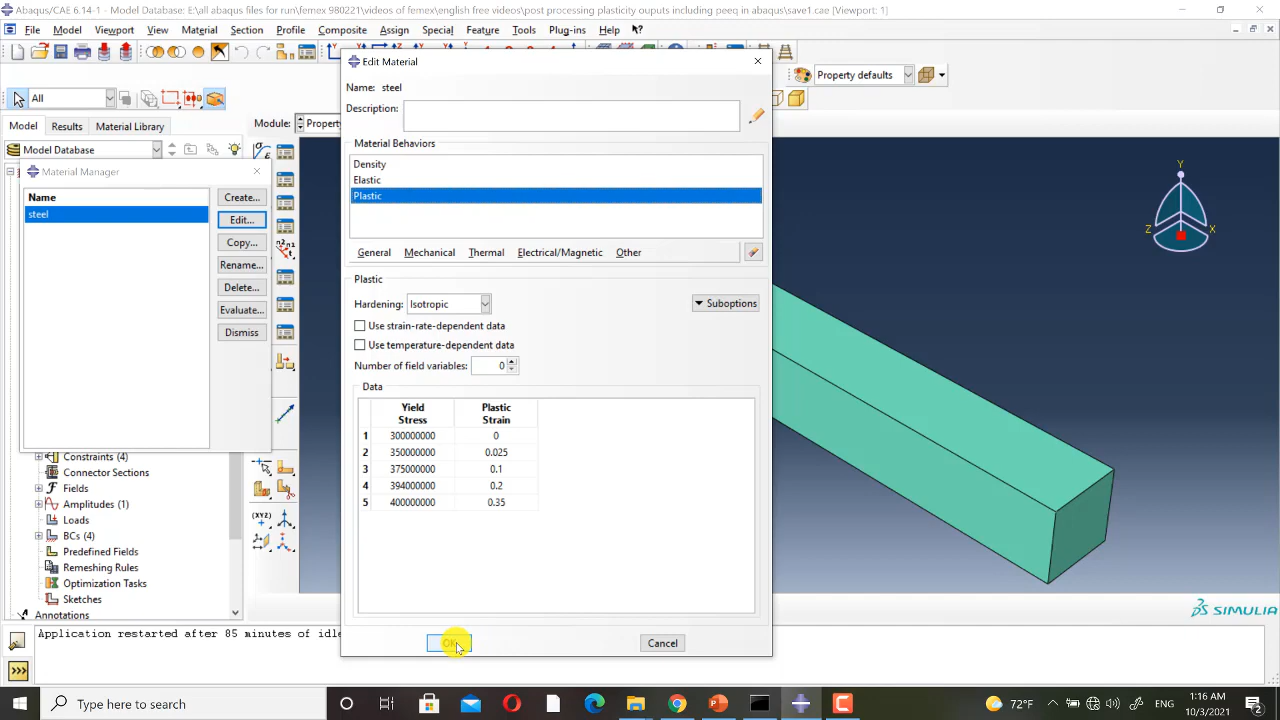 Abaqus/CAE 6.14-1 - Model Database: E:\all abaqus for run\femex 980221\videos of femex\english free videos\post processing plasticity ouputs including peeq in abaqus\save1.cae [Viewport: 1]
File Model Viewport View Material Section Profile Composite Assign Special Feature Tools Plug-ins Help
All
Property defaults
Model Results Material Library
Module: Property
Model Database
Material Manager
Name
steel
Create...
Edit...
Copy...
Rename...
Delete...
Evaluate...
Dismiss
Constraints (4)
Connector Sections
Fields
Amplitudes (1)
Loads
BCs (4)
Predefined Fields
Remeshing Rules
Optimization Tasks
Sketches
Annotations
(XYZ)
Edit Material
Name: steel
Description:
Material Behaviors
Density
Elastic
Plastic
General Mechanical Thermal Electrical/Magnetic Other
Plastic
Hardening: Isotropic
Suboptions
Use strain-rate-dependent data
Use temperature-dependent data
Number of field variables: 0
Data
Yield Stress Plastic Strain
1 300000000 0
2 350000000 0.025
3 375000000 0.1
4 394000000 0.2
5 400000000 0.35
OK Cancel
Y
Z X
SIMULIA
Application restarted after 85 minutes of idle
>>>
Type here to search
72°F
ENG
1:16 AM
10/3/2021
2